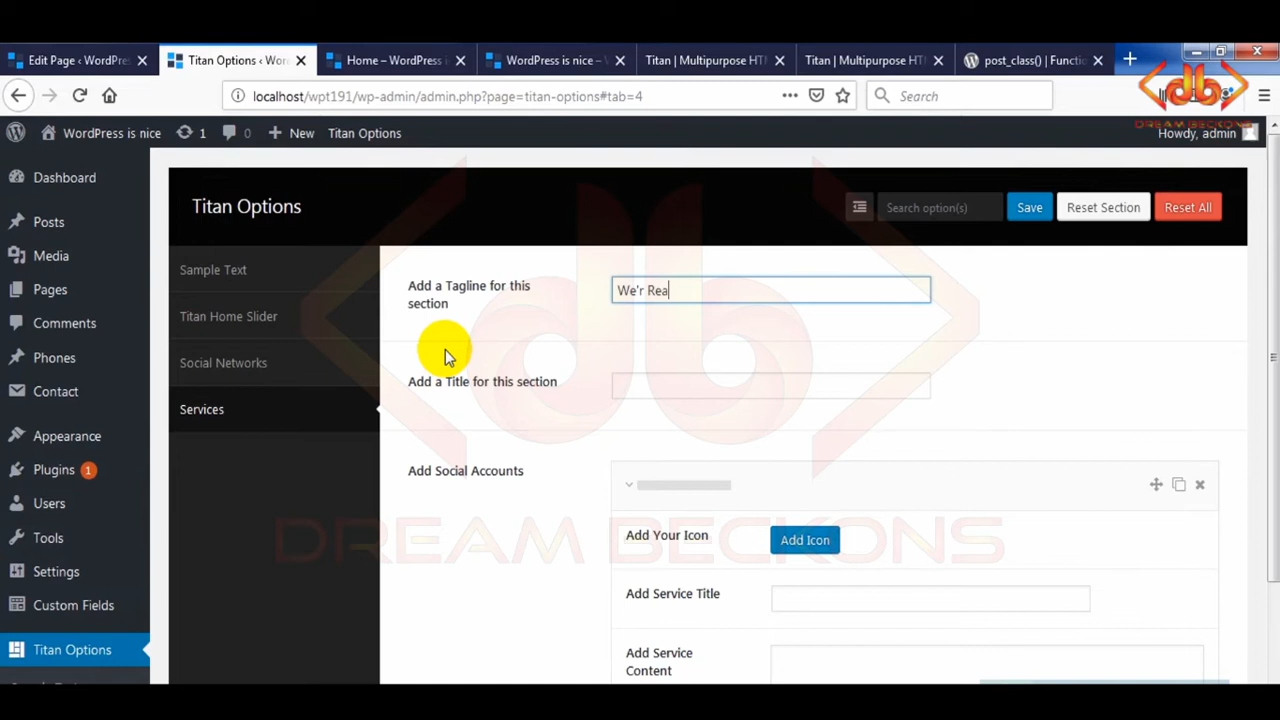 Edit Page ‹ WordPres
Titan Options ‹ Wor
Home – WordPress i
WordPress is nice –
Titan | Multipurpose HT
Titan | Multipurpose HT
post_class() | Functio
localhost/wpt191/wp-admin/admin.php?page=titan-options#tab=4
Search
DREAM BECKONS
WordPress is nice
1
0
New
Titan Options
Howdy, admin
Dashboard
Posts
Media
Pages
Comments
Phones
Contact
Appearance
Plugins 1
Users
Tools
Settings
Custom Fields
Titan Options
Titan Options
Search option(s)
Save
Reset Section
Reset All
Sample Text
Titan Home Slider
Social Networks
Services
Add a Tagline for this
section
We'r Rea
Add a Title for this section
Add Social Accounts
Add Your Icon
Add Icon
Add Service Title
Add Service
Content
DREAM BECKONS